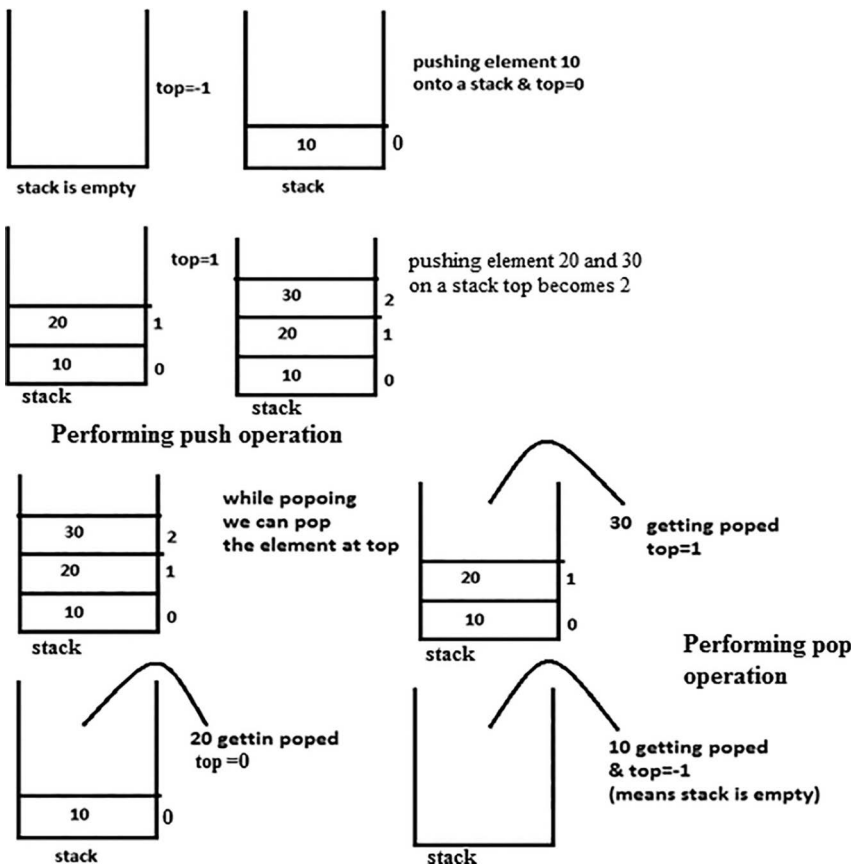 top=-1
stack is empty
10
0
stack
pushing element 10
onto a stack & top=0
top=1
20
1
10
0
stack
30
2
20
1
10
0
stack
pushing element 20 and 30
on a stack top becomes 2
Performing push operation
30
2
20
1
10
0
stack
while popoing
we can pop
the element at top
30 getting poped
top=1
20
1
10
0
stack
Performing pop
operation
20 gettin poped
top =0
10
0
stack
10 getting poped
& top=-1
(means stack is empty)
stack